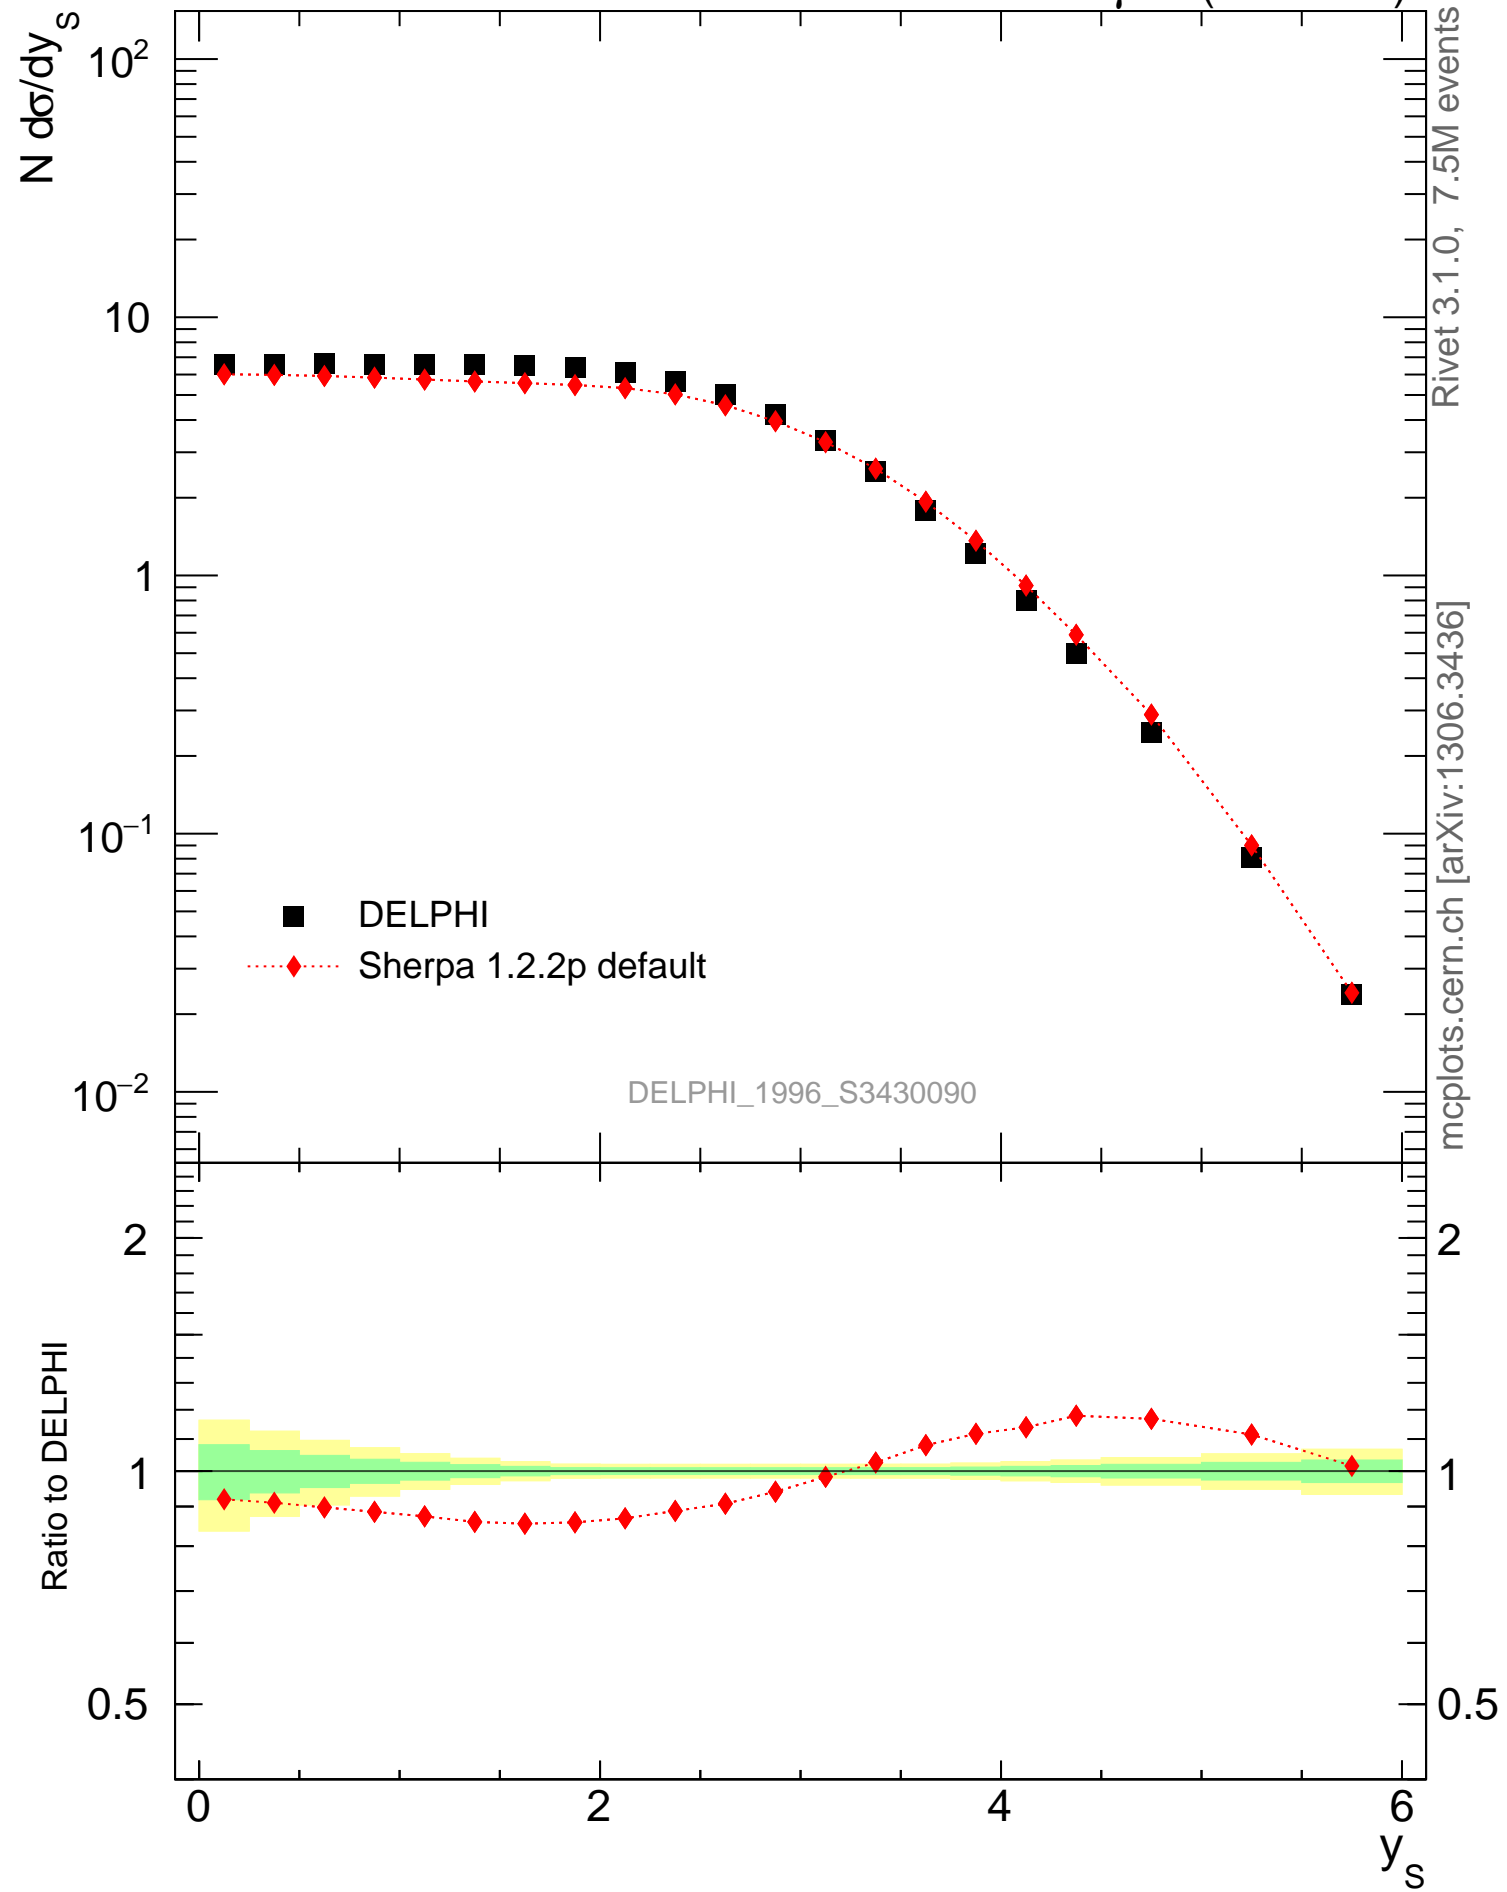 N dσ/dy_S
10²
10
1
10⁻¹
10⁻²
DELPHI
Sherpa 1.2.2p default
DELPHI_1996_S3430090
Rivet 3.1.0, 7.5M events
mcplots.cern.ch [arXiv:1306.3436]
Ratio to DELPHI
2
1
0.5
2
1
0.5
0 2 4 6
y_S